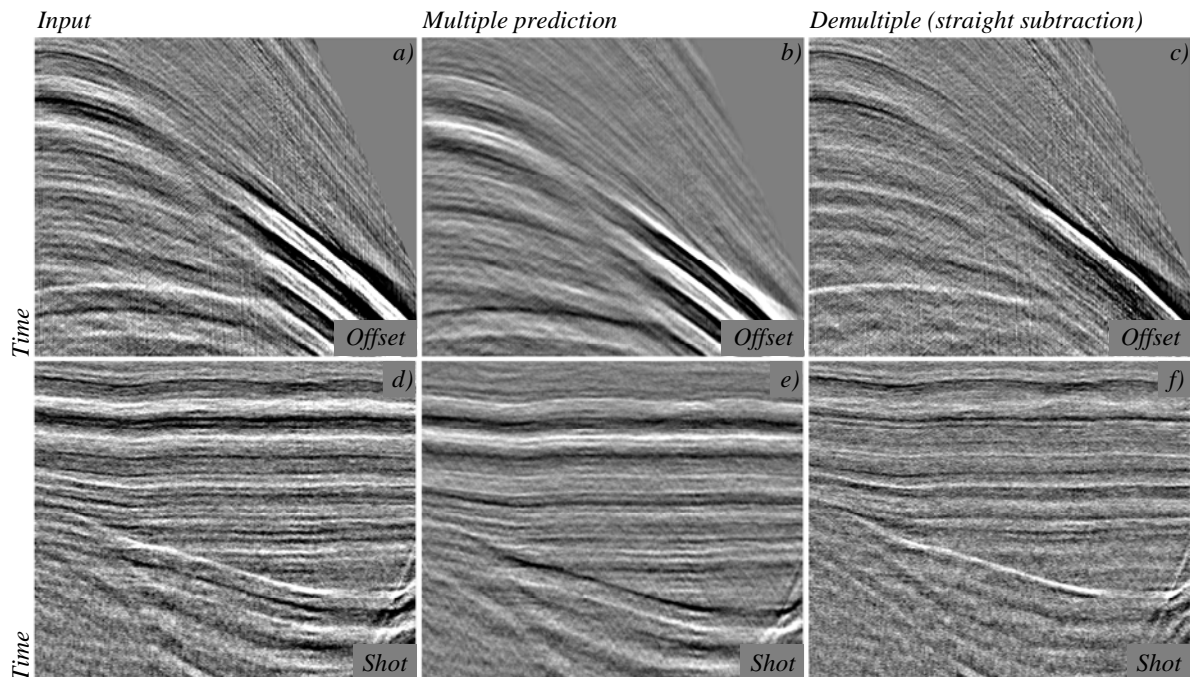 Input
Multiple prediction
Demultiple (straight subtraction)
a)
b)
c)
Time
Offset
Offset
Offset
d)
e)
f)
Time
Shot
Shot
Shot